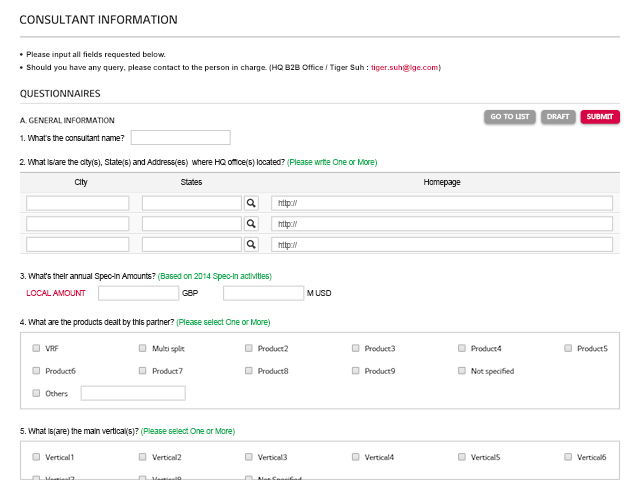 CONSULTANT INFORMATION
• Please input all fields requested below.
• Should you have any query, please contact to the person in charge. (HQ B2B Office / Tiger Suh : tiger.suh@lge.com)
QUESTIONNAIRES
A. GENERAL INFORMATION
GO TO LIST DRAFT SUBMIT
1. What's the consultant name?
2. What is/are the city(s), State(s) and Address(es) where HQ office(s) located? (Please write One or More)
City States Homepage
http://
http://
http://
3. What's their annual Spec-in Amounts? (Based on 2014 Spec-in activities)
LOCAL AMOUNT GBP M USD
4. What are the products dealt by this partner? (Please select One or More)
VRF Multi split Product2 Product3 Product4 Product5
Product6 Product7 Product8 Product9 Not specified
Others
5. What is(are) the main vertical(s)? (Please select One or More)
Vertical1 Vertical2 Vertical3 Vertical4 Vertical5 Vertical6
Vertical7 Vertical8 Not Specified